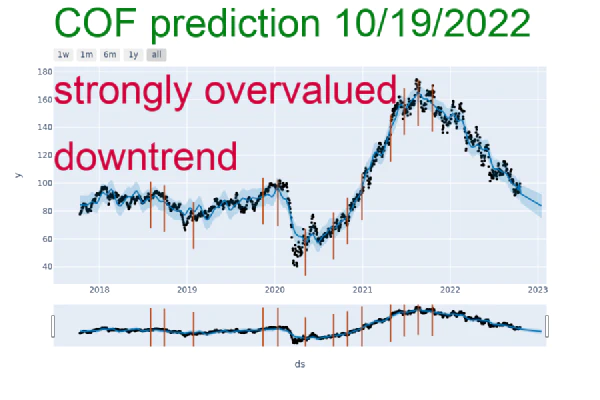 COF prediction 10/19/2022
1w 1m 6m 1y all
180
strongly overvalued
160
140
downtrend
120
100
80
60
40
y
2018 2019 2020 2021 2022 2023
ds